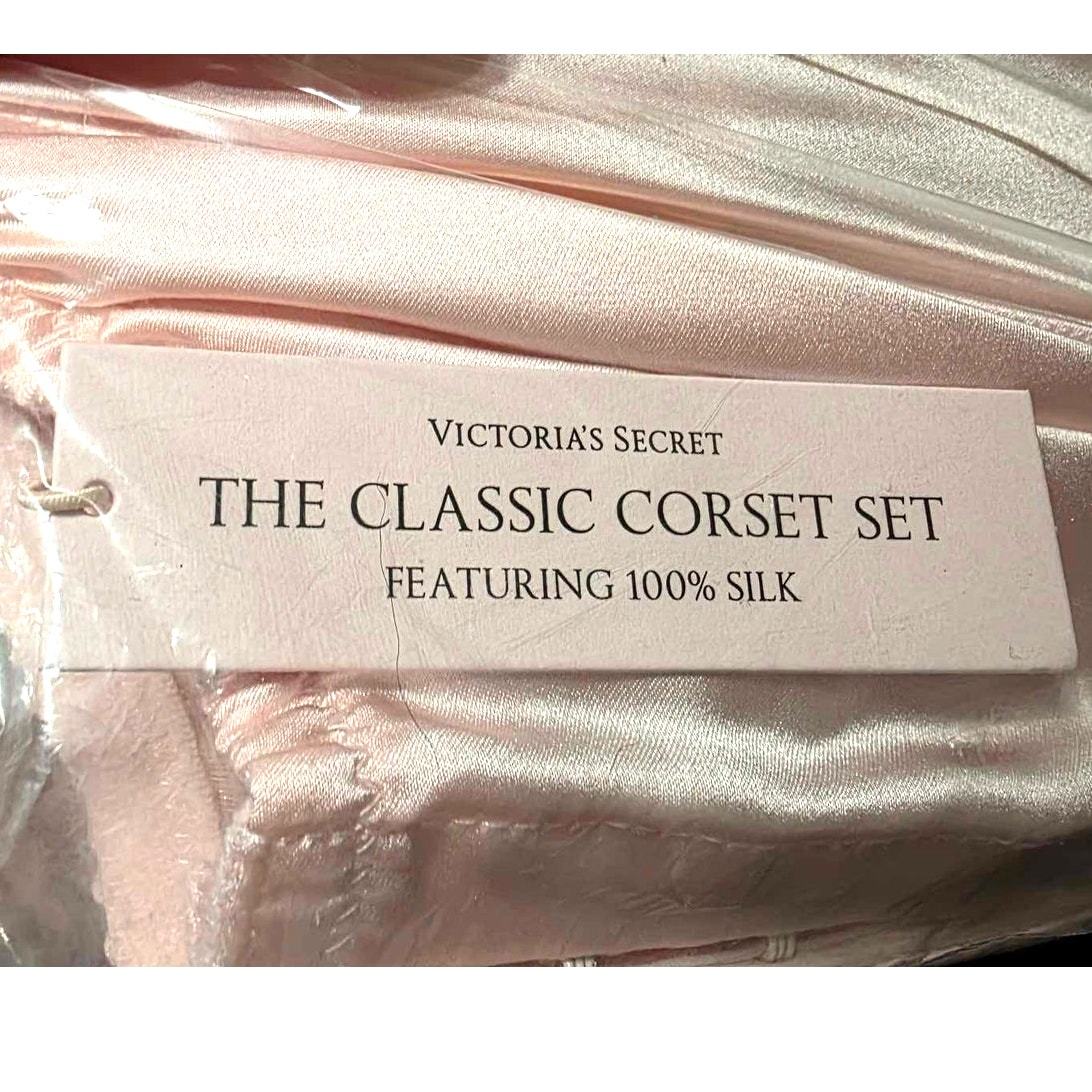 VICTORIA'S SECRET
THE CLASSIC CORSET SET
FEATURING 100% SILK